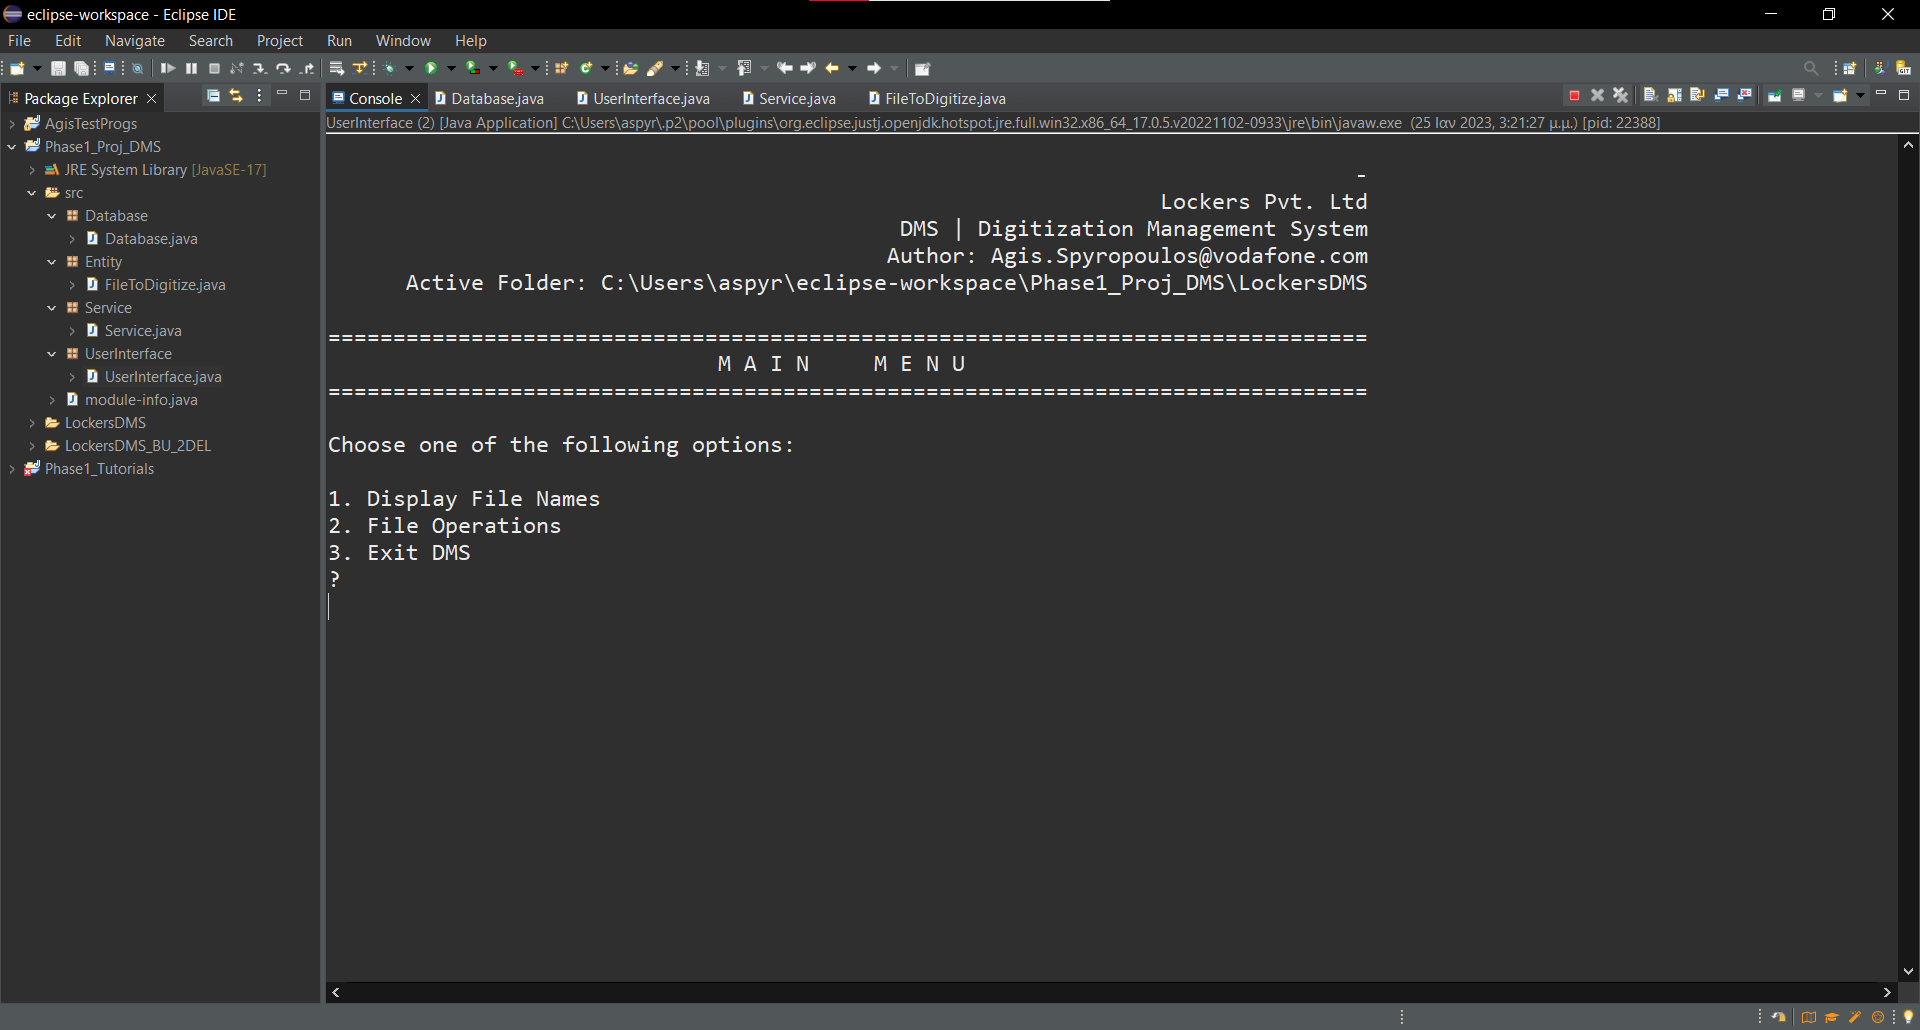 eclipse-workspace - Eclipse IDE
File Edit Navigate Search Project Run Window Help
Package Explorer
Console Database.java UserInterface.java Service.java FileToDigitize.java
UserInterface (2) [Java Application] C:\Users\aspyr\.p2\pool\plugins\org.eclipse.justj.openjdk.hotspot.jre.full.win32.x86_64_17.0.5.v20221102-0933\jre\bin\javaw.exe (25 Ιαν 2023, 3:21:27 μ.μ.) [pid: 22388]
AgisTestProgs
Phase1_Proj_DMS
JRE System Library [JavaSE-17]
src
Database
Database.java
Entity
FileToDigitize.java
Service
Service.java
UserInterface
UserInterface.java
module-info.java
LockersDMS
LockersDMS_BU_2DEL
Phase1_Tutorials
-
Lockers Pvt. Ltd
DMS | Digitization Management System
Author: Agis.Spyropoulos@vodafone.com
Active Folder: C:\Users\aspyr\eclipse-workspace\Phase1_Proj_DMS\LockersDMS
================================================================================
M A I N     M E N U
================================================================================
Choose one of the following options:
1. Display File Names
2. File Operations
3. Exit DMS
?